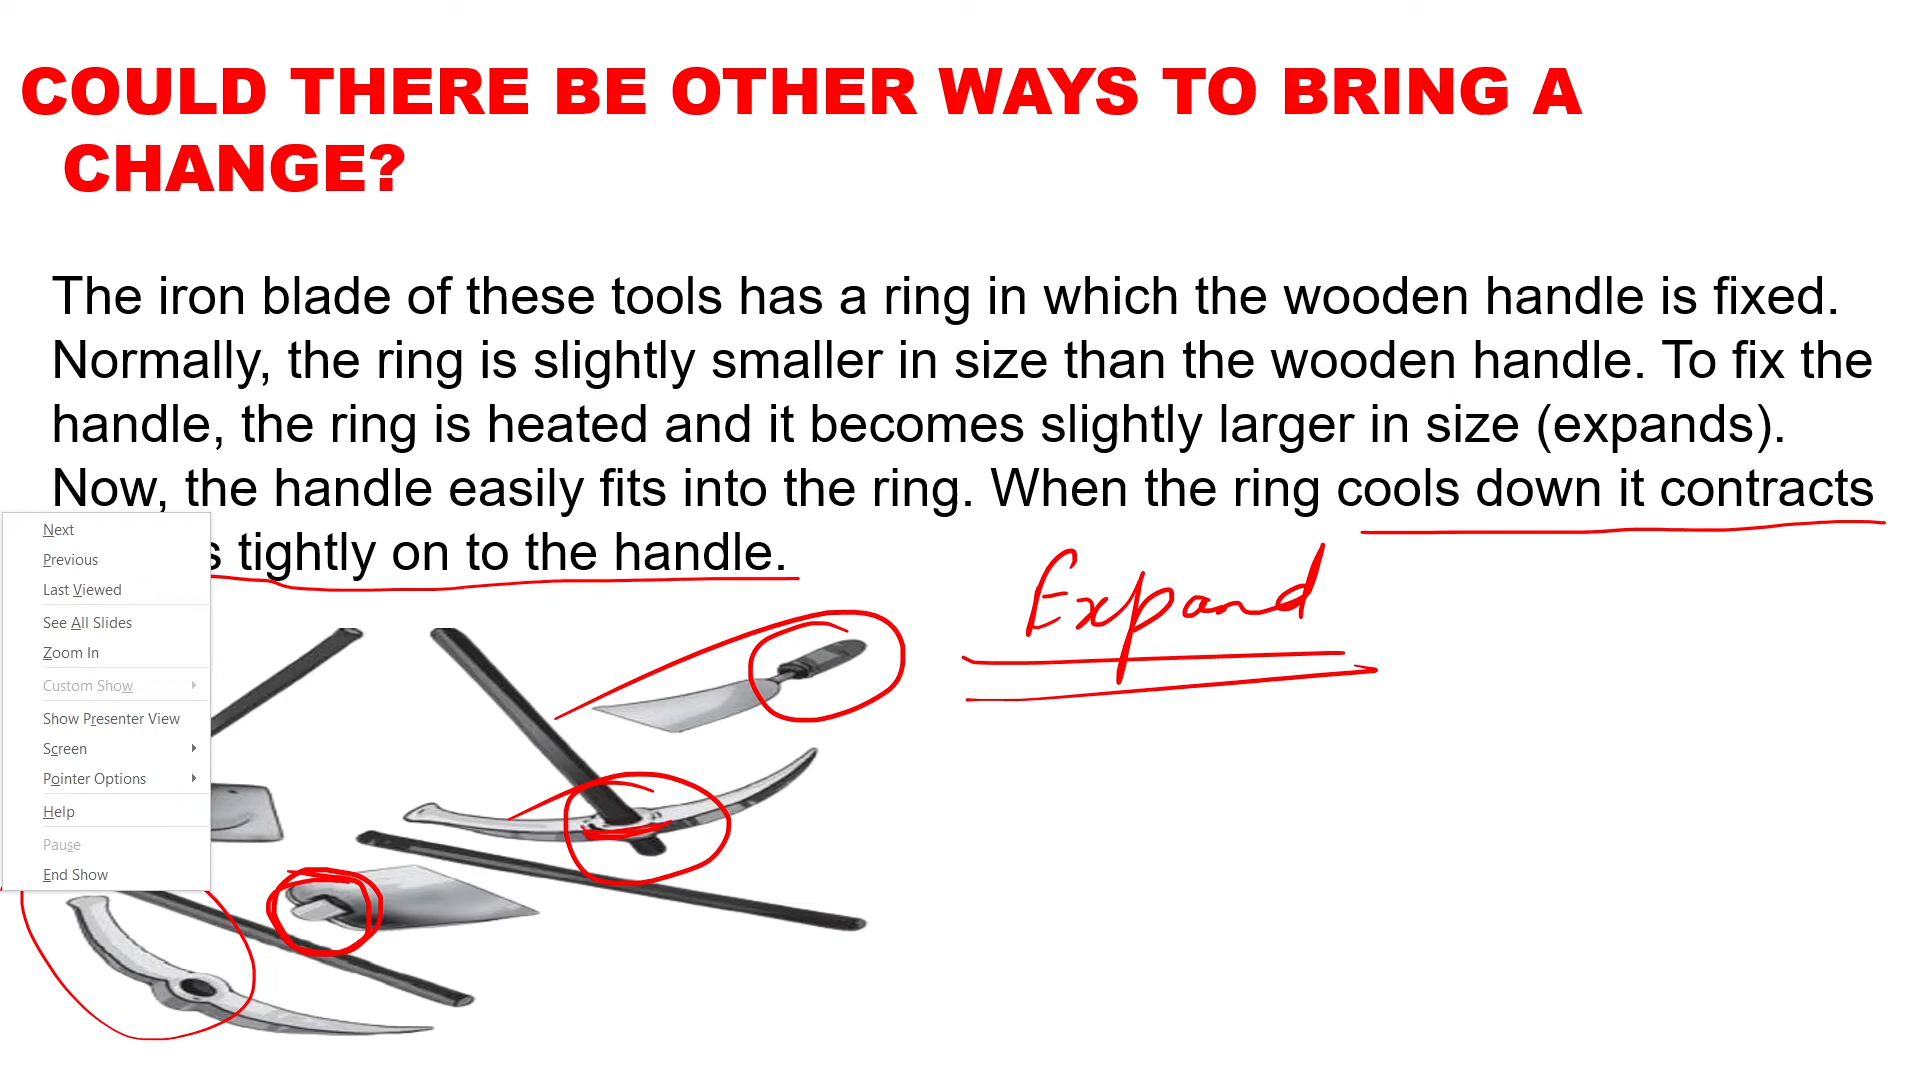 COULD THERE BE OTHER WAYS TO BRING A
CHANGE?
The iron blade of these tools has a ring in which the wooden handle is fixed.
Normally, the ring is slightly smaller in size than the wooden handle. To fix the
handle, the ring is heated and it becomes slightly larger in size (expands).
Now, the handle easily fits into the ring. When the ring cools down it contracts
s tightly on to the handle.
Expand
Next
Previous
Last Viewed
See All Slides
Zoom In
Custom Show
Show Presenter View
Screen
Pointer Options
Help
Pause
End Show